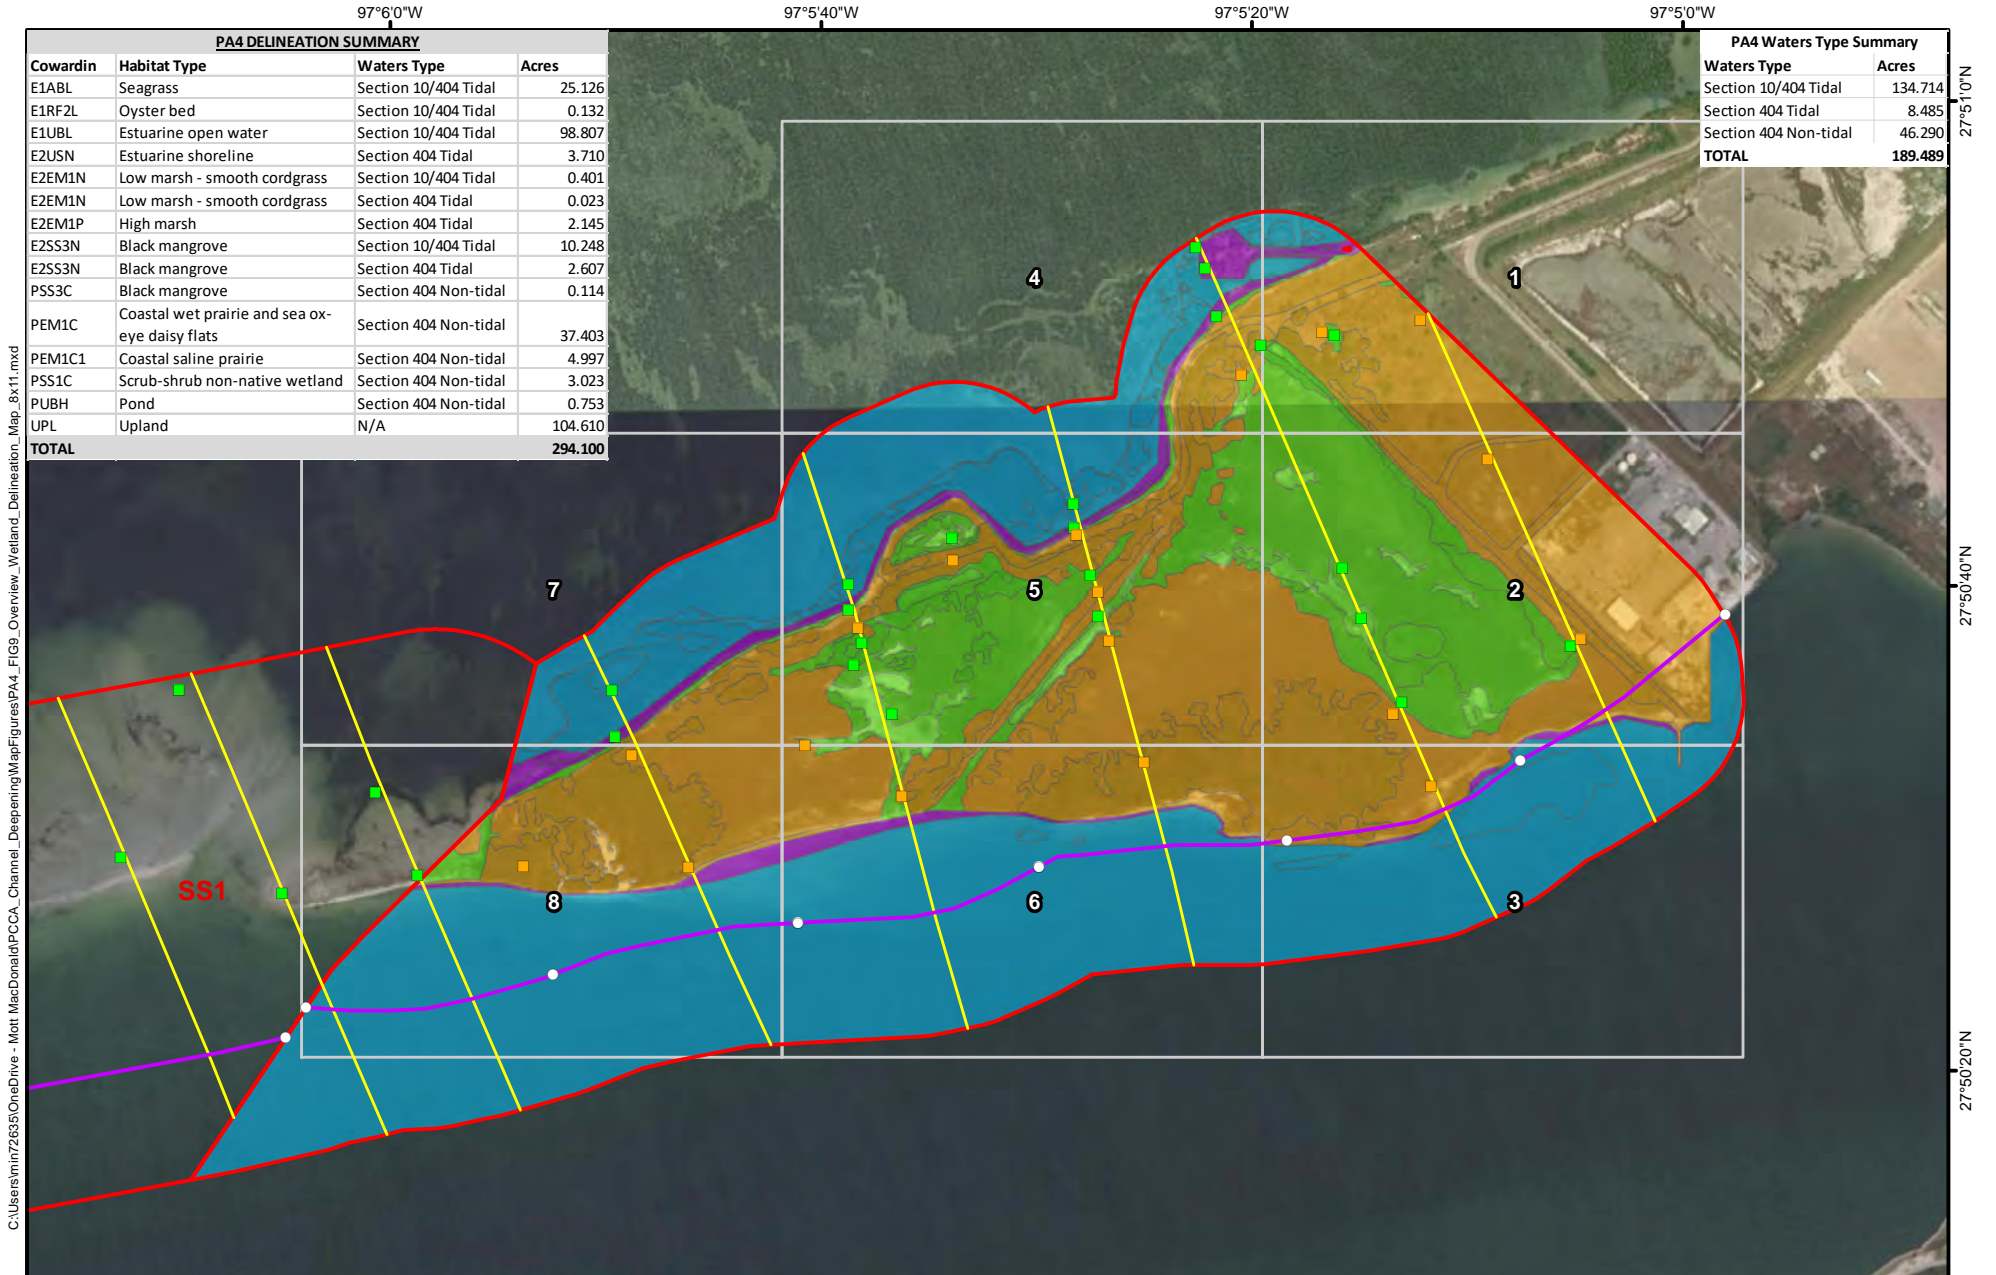 97°6'0"W 97°5'40"W 97°5'20"W 97°5'0"W
PA4 DELINEATION SUMMARY
Cowardin Habitat Type Waters Type Acres
E1ABL Seagrass Section 10/404 Tidal 25.126
E1RF2L Oyster bed Section 10/404 Tidal 0.132
E1UBL Estuarine open water Section 10/404 Tidal 98.807
E2USN Estuarine shoreline Section 404 Tidal 3.710
E2EM1N Low marsh - smooth cordgrass Section 10/404 Tidal 0.401
E2EM1N Low marsh - smooth cordgrass Section 404 Tidal 0.023
E2EM1P High marsh Section 404 Tidal 2.145
E2SS3N Black mangrove Section 10/404 Tidal 10.248
E2SS3N Black mangrove Section 404 Tidal 2.607
PSS3C Black mangrove Section 404 Non-tidal 0.114
PEM1C Coastal wet prairie and sea ox-
eye daisy flats Section 404 Non-tidal 37.403
PEM1C1 Coastal saline prairie Section 404 Non-tidal 4.997
PSS1C Scrub-shrub non-native wetland Section 404 Non-tidal 3.023
PUBH Pond Section 404 Non-tidal 0.753
UPL Upland N/A 104.610
TOTAL 294.100
PA4 Waters Type Summary
Waters Type Acres
Section 10/404 Tidal 134.714
Section 404 Tidal 8.485
Section 404 Non-tidal 46.290
TOTAL 189.489
27°51'0"N
4 1
27°50'40"N
7 5 2
SS1
8 6 3
27°50'20"N
C:\Users\min72635\OneDrive - Mott MacDonald\PCCA_Channel_Deepening\MapFigures\PA4_FIG9_Overview_Wetland_Delineation_Map_8x11.mxd